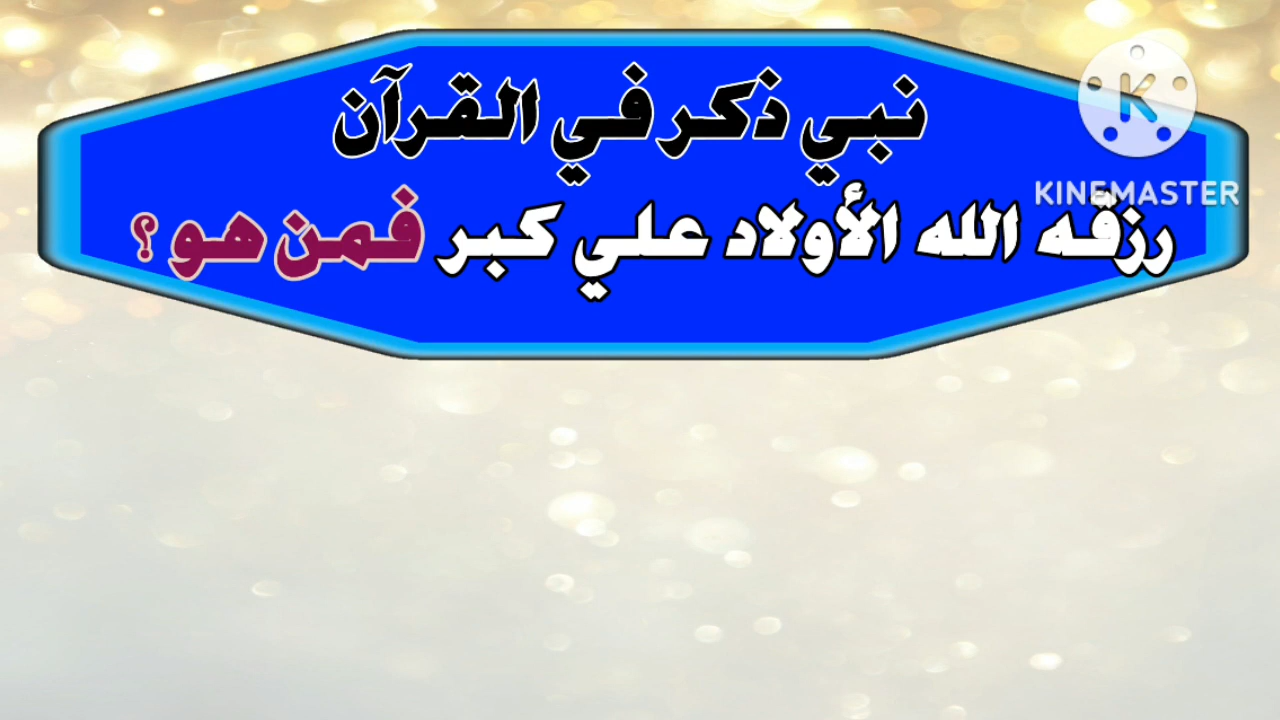 نبي ذكر في القرآن
رزقه الله الأولاد علي كبر فمن هو ؟
KINEMASTER